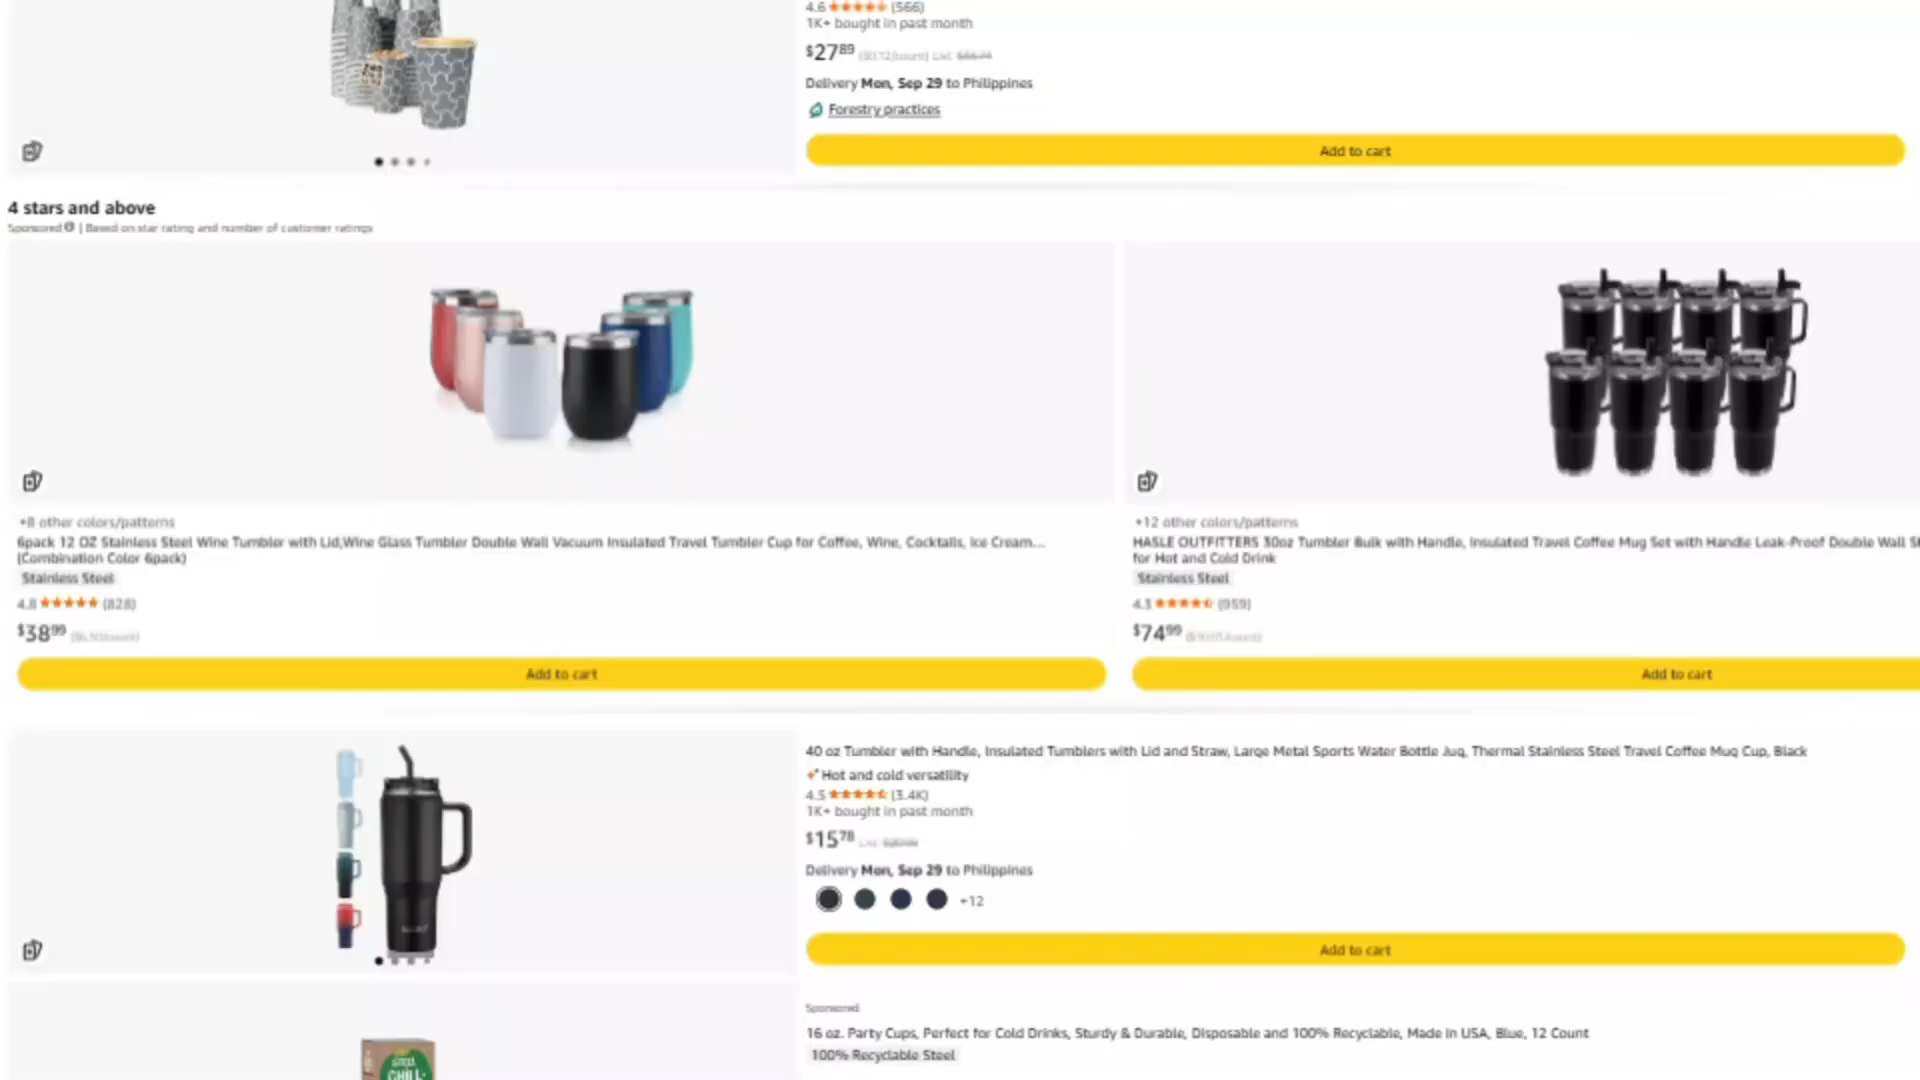 4.6 (566)
1K+ bought in past month
$27 89
Delivery Mon, Sep 29 to Philippines
Forestry practices
Add to cart
4 stars and above
Sponsored | Based on star rating and number of customer ratings
+8 other colors/patterns
6pack 12 OZ Stainless Steel Wine Tumbler with Lid,Wine Glass Tumbler Double Wall Vacuum Insulated Travel Tumbler Cup for Coffee, Wine, Cocktails, Ice Cream...
(Combination Color 6pack)
Stainless Steel
4.8 (828)
$38 99
Add to cart
+12 other colors/patterns
HASLE OUTFITTERS 30oz Tumbler Bulk with Handle, Insulated Travel Coffee Mug Set with Handle Leak-Proof Double Wall
for Hot and Cold Drink
Stainless Steel
4.3 (959)
$74 99
Add to cart
40 oz Tumbler with Handle, Insulated Tumblers with Lid and Straw, Large Metal Sports Water Bottle Jug, Thermal Stainless Steel Travel Coffee Mug Cup, Black
Hot and cold versatility
4.5 (3.4K)
1K+ bought in past month
$15 78
Delivery Mon, Sep 29 to Philippines
+12
Add to cart
Sponsored
16 oz. Party Cups, Perfect for Cold Drinks, Sturdy & Durable, Disposable and 100% Recyclable, Made in USA, Blue, 12 Count
100% Recyclable Steel
CHILL-